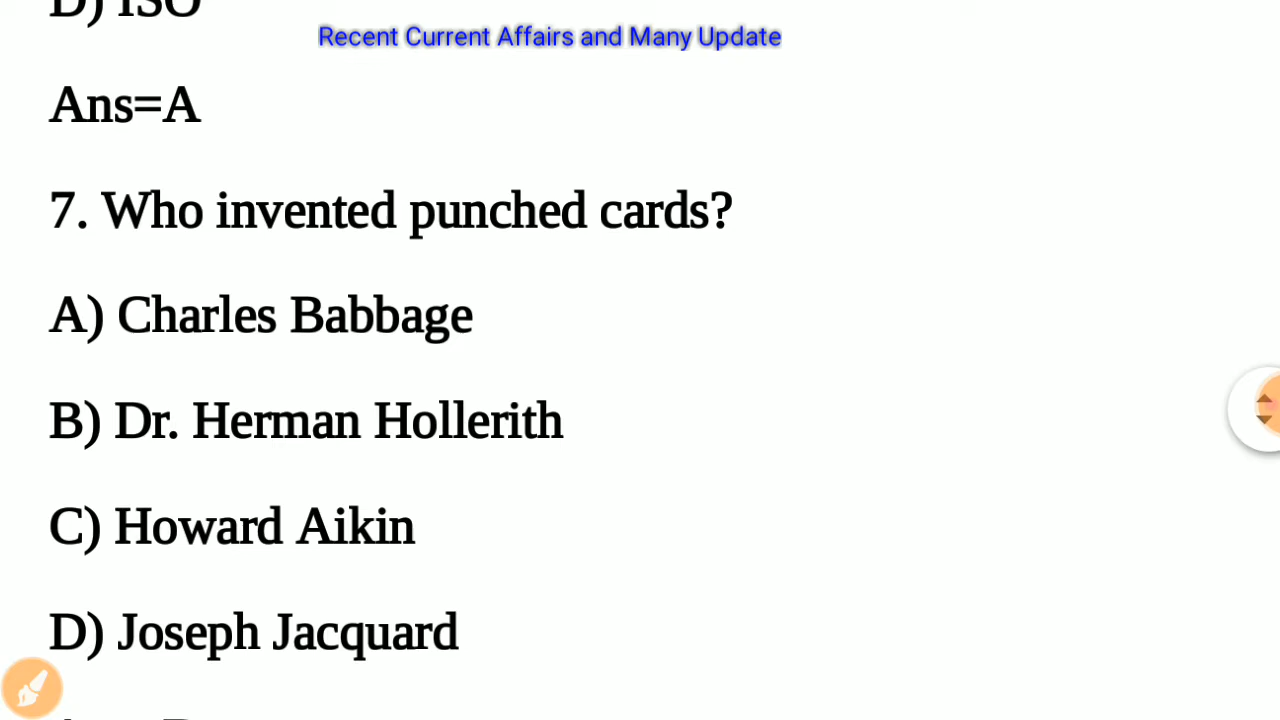 D) ISO
Recent Current Affairs and Many Update
Ans=A
7. Who invented punched cards?
A) Charles Babbage
B) Dr. Herman Hollerith
C) Howard Aikin
D) Joseph Jacquard